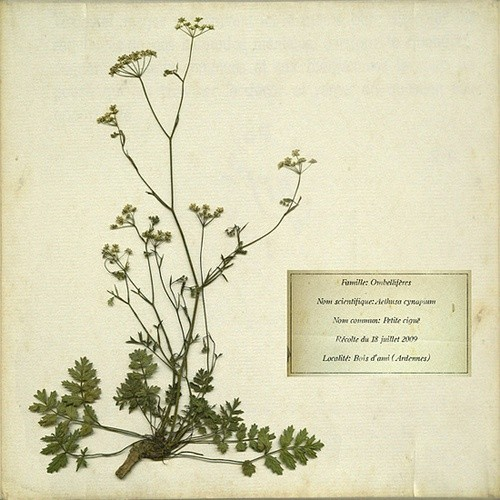 Famille: Ombellifères
Nom scientifique: Aethusa cynapium
Nom commun: Petite ciguë
Récolte du 18 juillet 2009
Localité: Bois d'ami (Ardennes)